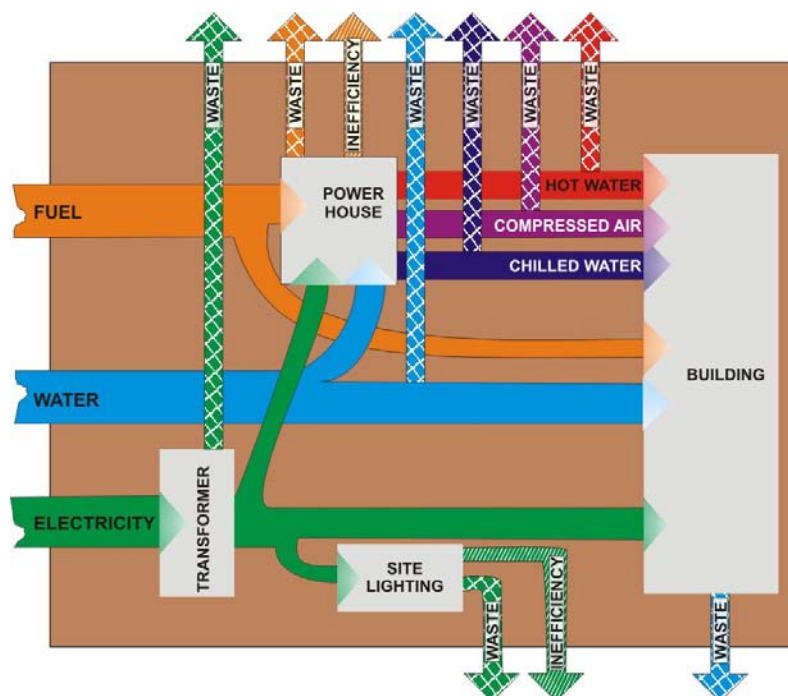 WASTE
WASTE
INEFFICIENCY
WASTE
WASTE
WASTE
WASTE
FUEL
POWER
HOUSE
HOT WATER
COMPRESSED AIR
CHILLED WATER
BUILDING
WATER
ELECTRICITY
TRANSFORMER
SITE
LIGHTING
WASTE
INEFFICIENCY
WASTE